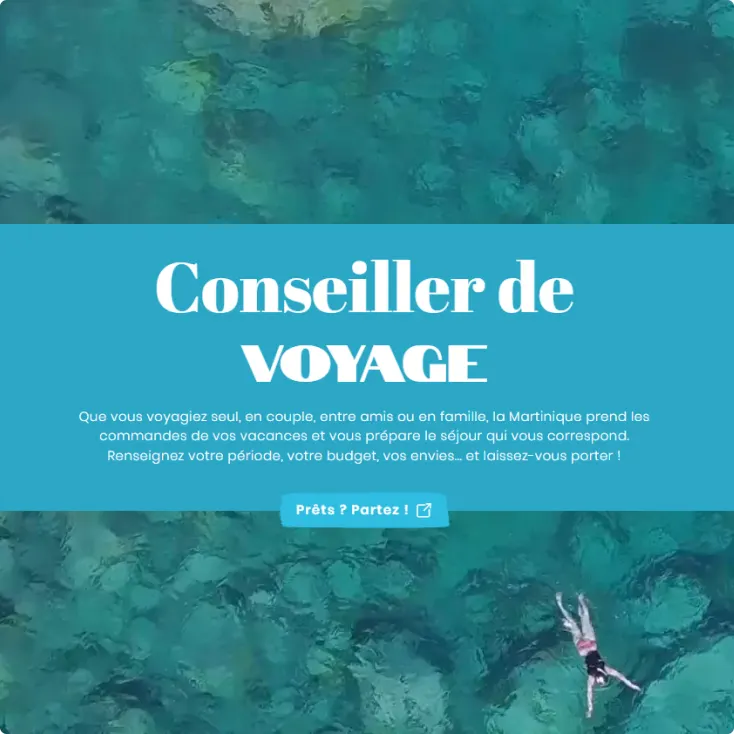 Conseiller de
VOYAGE
Que vous voyagiez seul, en couple, entre amis ou en famille, la Martinique prend les
commandes de vos vacances et vous prépare le séjour qui vous correspond.
Renseignez votre période, votre budget, vos envies... et laissez-vous porter !
Prêts ? Partez !